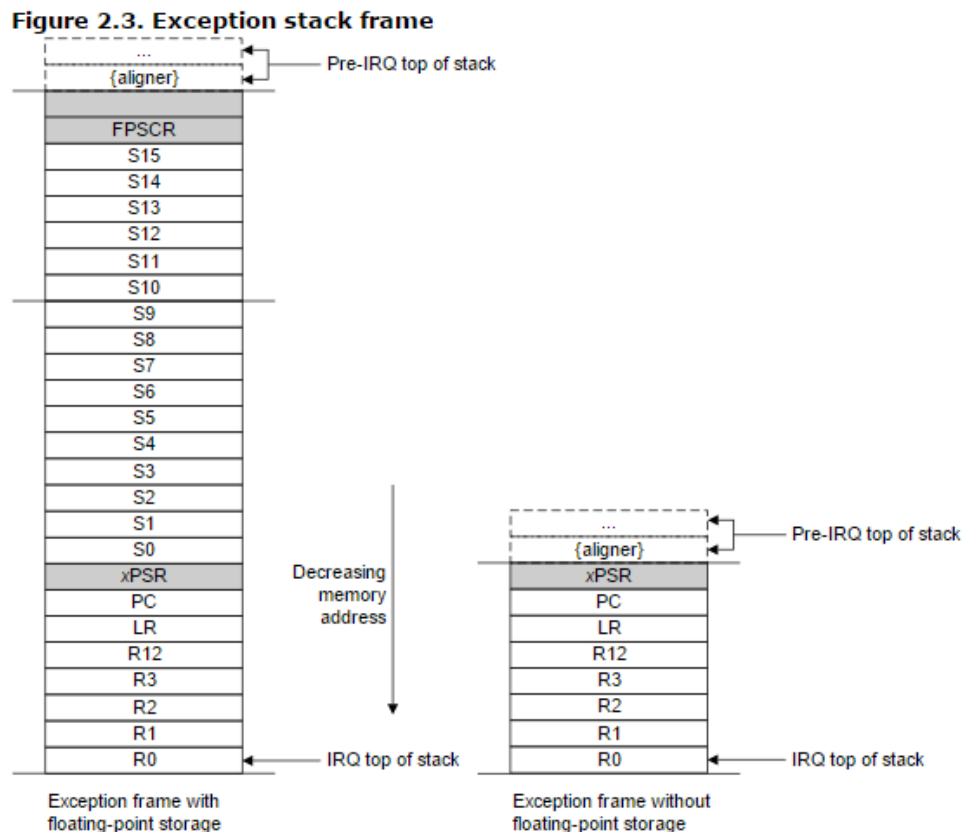 Figure 2.3. Exception stack frame
...
Pre-IRQ top of stack
{aligner}
FPSCR
S15
S14
S13
S12
S11
S10
S9
S8
S7
S6
S5
S4
S3
S2
S1
S0
xPSR
PC
LR
R12
R3
R2
R1
R0
IRQ top of stack
Exception frame with
floating-point storage
Decreasing
memory
address
...
Pre-IRQ top of stack
{aligner}
xPSR
PC
LR
R12
R3
R2
R1
R0
IRQ top of stack
Exception frame without
floating-point storage